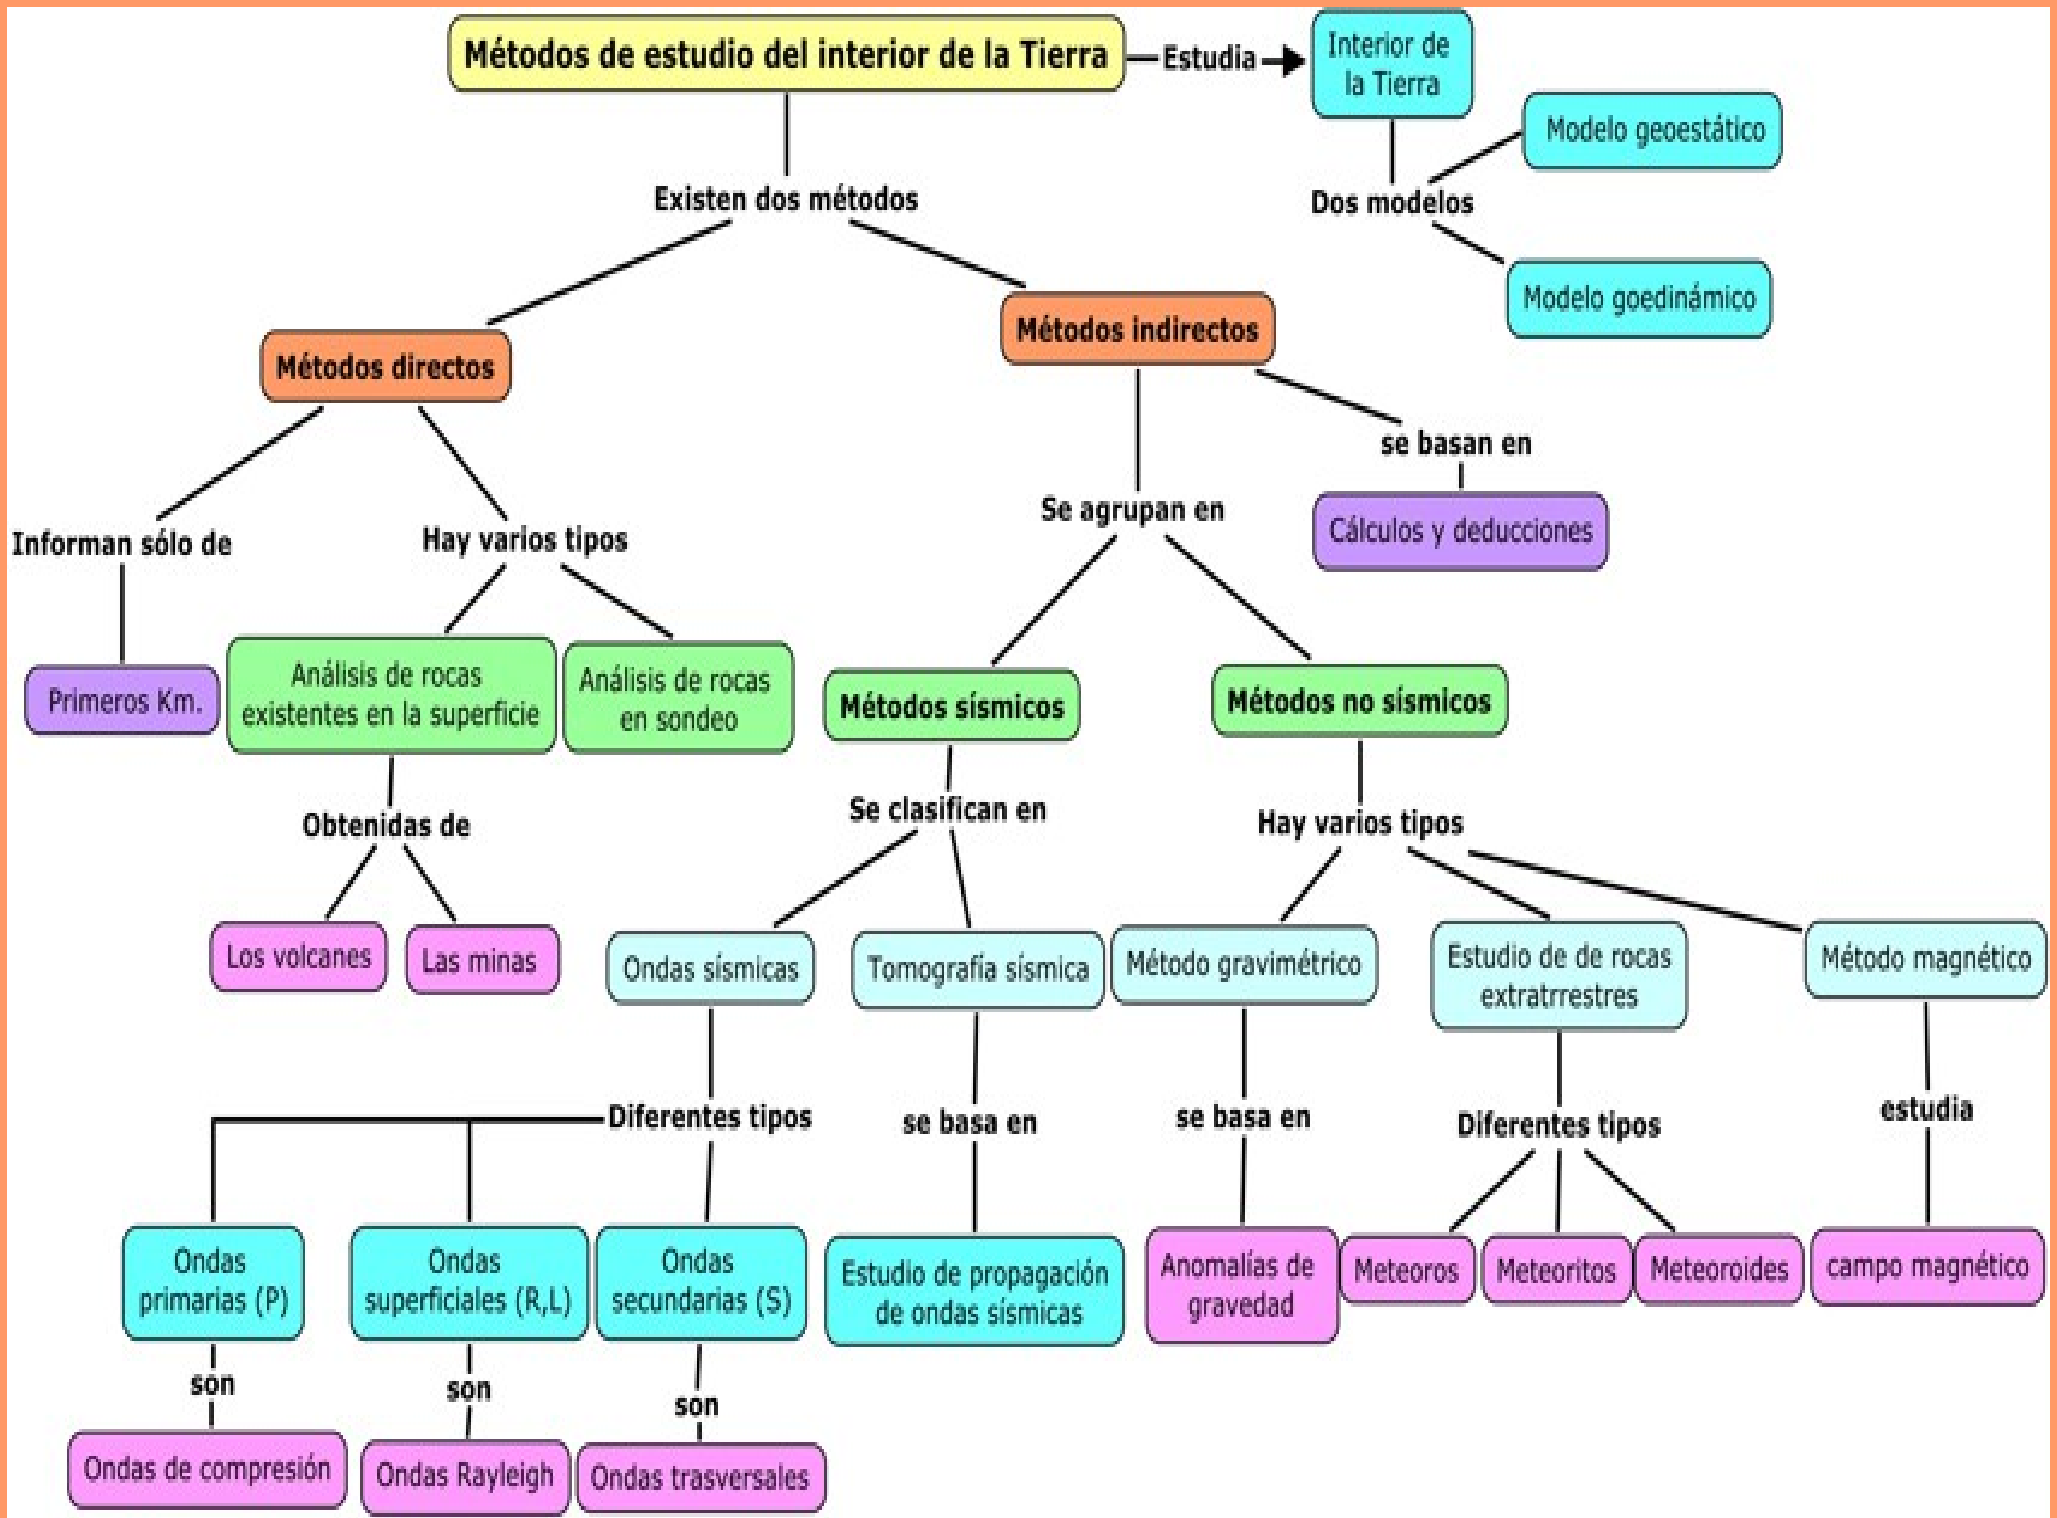 Métodos de estudio del interior de la Tierra
Estudia
Interior de
la Tierra
Modelo geoestático
Dos modelos
Modelo goedinámico
Existen dos métodos
Métodos directos
Métodos indirectos
se basan en
Cálculos y deducciones
Informan sólo de
Hay varios tipos
Se agrupan en
Primeros Km.
Análisis de rocas
existentes en la superficie
Análisis de rocas
en sondeo
Métodos sísmicos
Métodos no sísmicos
Obtenidas de
Se clasifican en
Hay varios tipos
Los volcanes
Las minas
Ondas sísmicas
Tomografía sísmica
Método gravimétrico
Estudio de de rocas
extratrrestres
Método magnético
Diferentes tipos
se basa en
se basa en
Diferentes tipos
estudia
Ondas
primarias (P)
Ondas
superficiales (R,L)
Ondas
secundarias (S)
Estudio de propagación
de ondas sísmicas
Anomalías de
gravedad
Meteoros
Meteoritos
Meteoroides
campo magnético
son
son
son
Ondas de compresión
Ondas Rayleigh
Ondas trasversales